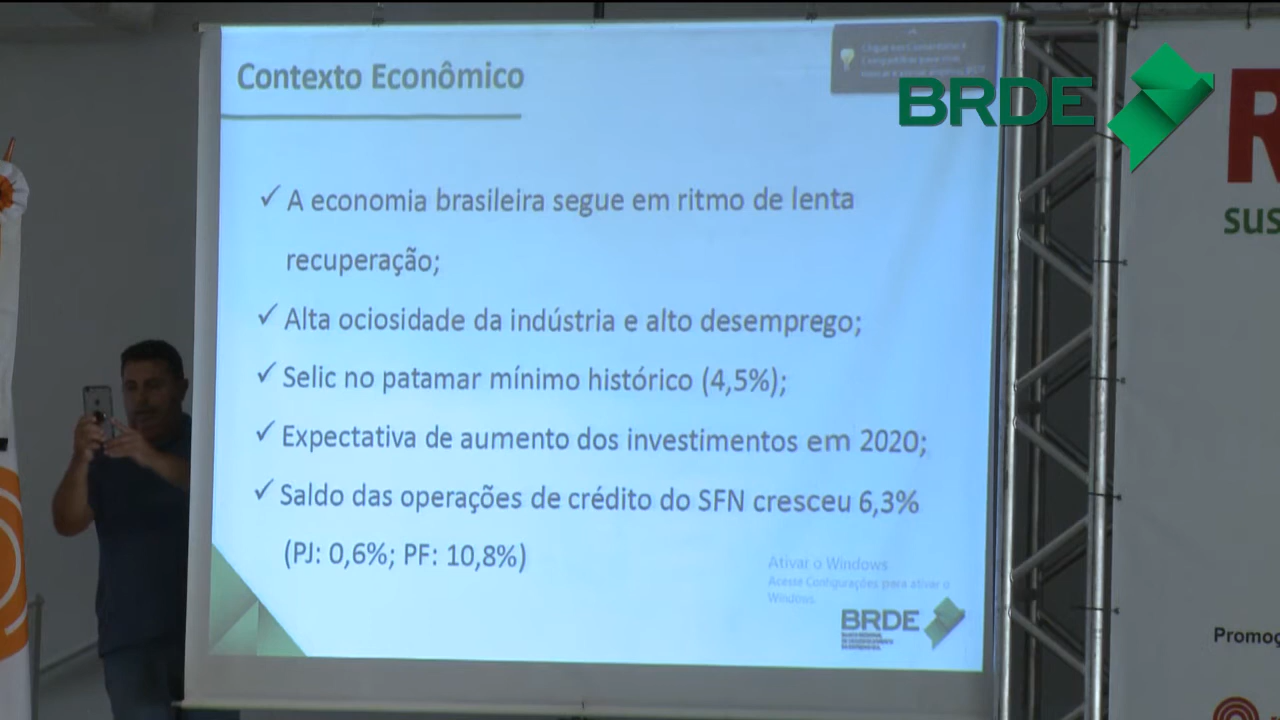 Contexto Econômico
BRDE
R
sus
✓ A economia brasileira segue em ritmo de lenta
recuperação;
✓ Alta ociosidade da indústria e alto desemprego;
✓ Selic no patamar mínimo histórico (4,5%);
✓ Expectativa de aumento dos investimentos em 2020;
✓ Saldo das operações de crédito do SFN cresceu 6,3%
(PJ: 0,6%; PF: 10,8%)
Ativar o Windows
Acesse Configurações para ativar o
Windows.
BRDE
Promoç